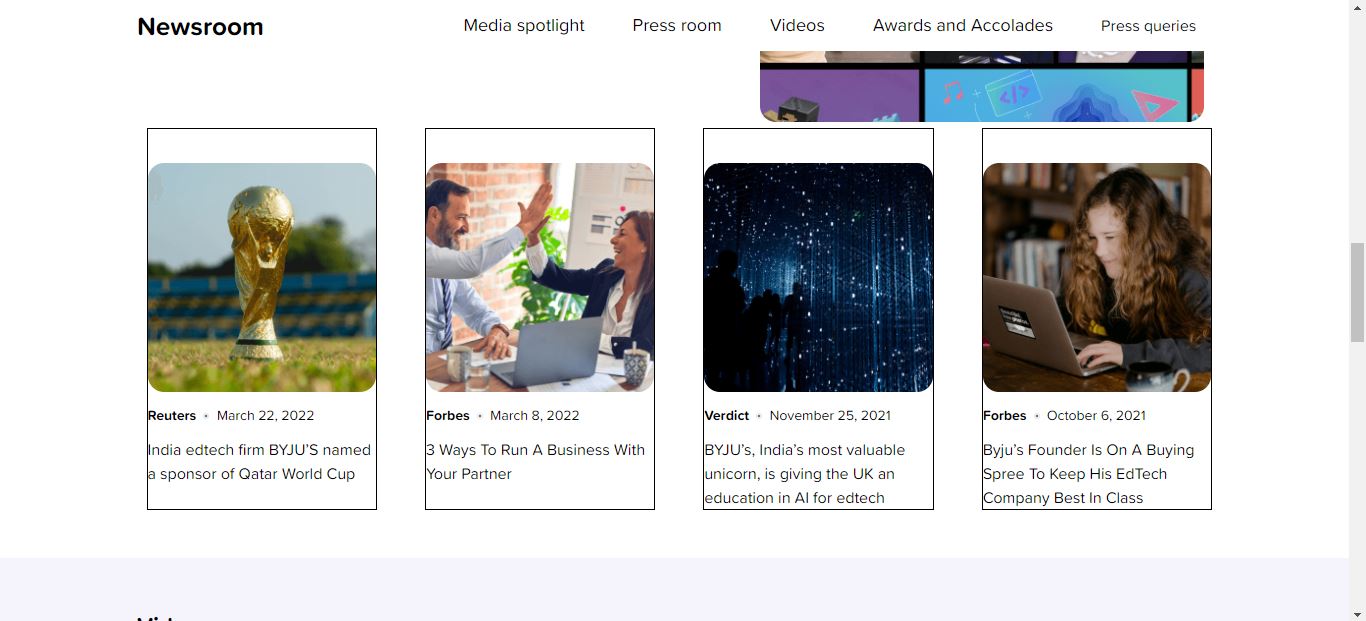 Newsroom
Media spotlight
Press room
Videos
Awards and Accolades
Press queries
</>
Reuters • March 22, 2022
India edtech firm BYJU'S named
a sponsor of Qatar World Cup
Forbes • March 8, 2022
3 Ways To Run A Business With
Your Partner
Verdict • November 25, 2021
BYJU's, India's most valuable
unicorn, is giving the UK an
education in AI for edtech
Forbes • October 6, 2021
Byju's Founder Is On A Buying
Spree To Keep His EdTech
Company Best In Class